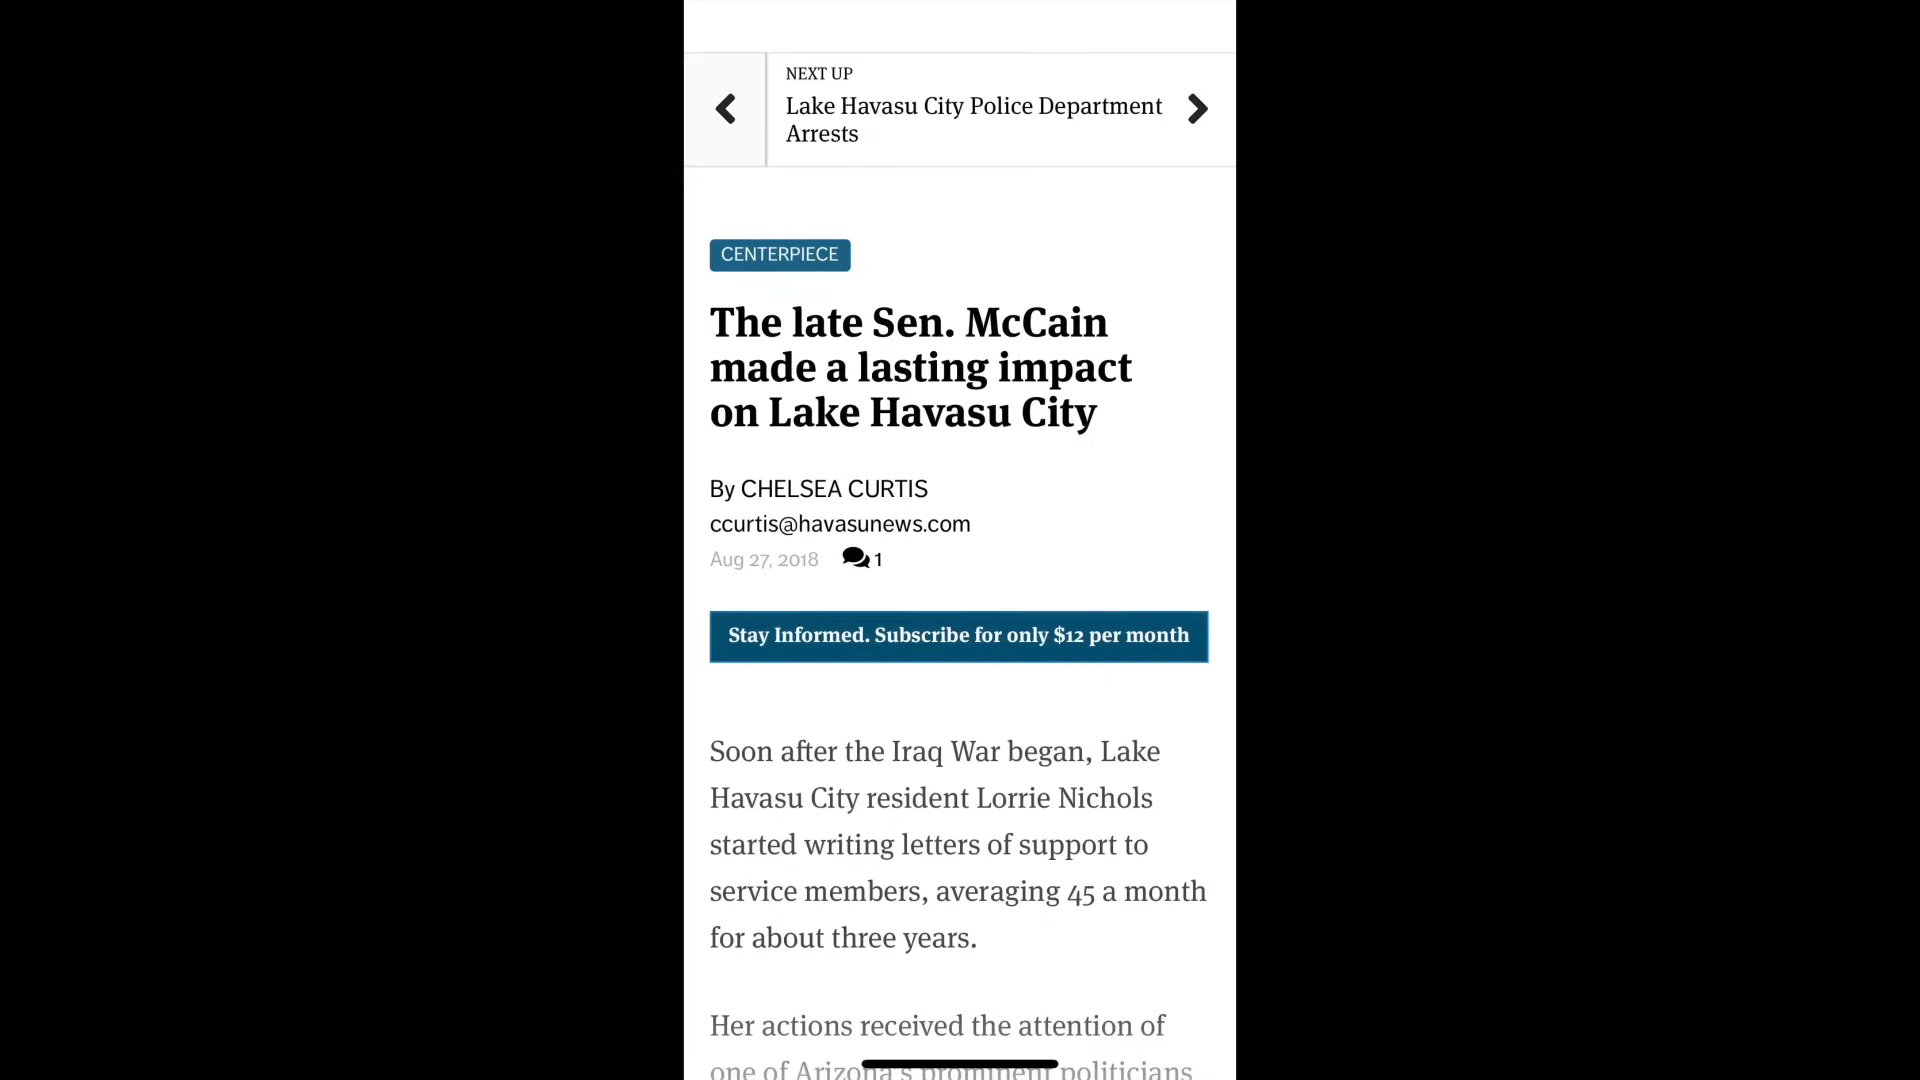 NEXT UP
Lake Havasu City Police Department
Arrests
CENTERPIECE
The late Sen. McCain
made a lasting impact
on Lake Havasu City
By CHELSEA CURTIS
ccurtis@havasunews.com
Aug 27, 2018 1
Stay Informed. Subscribe for only $12 per month
Soon after the Iraq War began, Lake
Havasu City resident Lorrie Nichols
started writing letters of support to
service members, averaging 45 a month
for about three years.
Her actions received the attention of
one of Arizona's prominent politicians